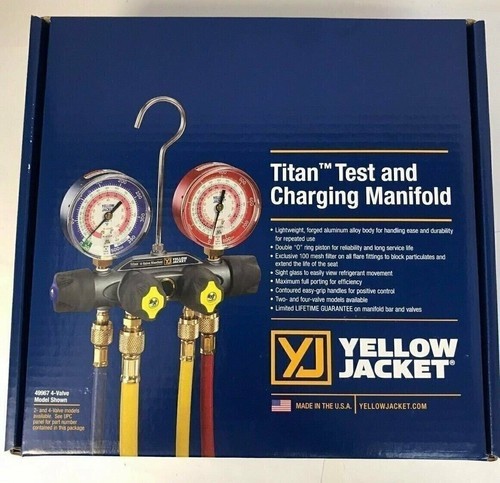 Titan™ Test and
Charging Manifold
• Lightweight, forged aluminum alloy body for handling ease and durability
for repeated use
• Double "O" ring piston for reliability and long service life
• Exclusive 100 mesh filter on all flare fittings to block particulates and
extend the life of the seat
• Sight glass to easily view refrigerant movement
• Maximum full porting for efficiency
• Contoured easy-grip handles for positive control
• Two- and four-valve models available
• Limited LIFETIME GUARANTEE on manifold bar and valves
YJ YELLOW
JACKET®
MADE IN THE U.S.A. | YELLOWJACKET.COM
49967 4-Valve
Model Shown
2- and 4-Valve models
available. See UPC
panel for part number
contained in this package
YELLOW
JACKET